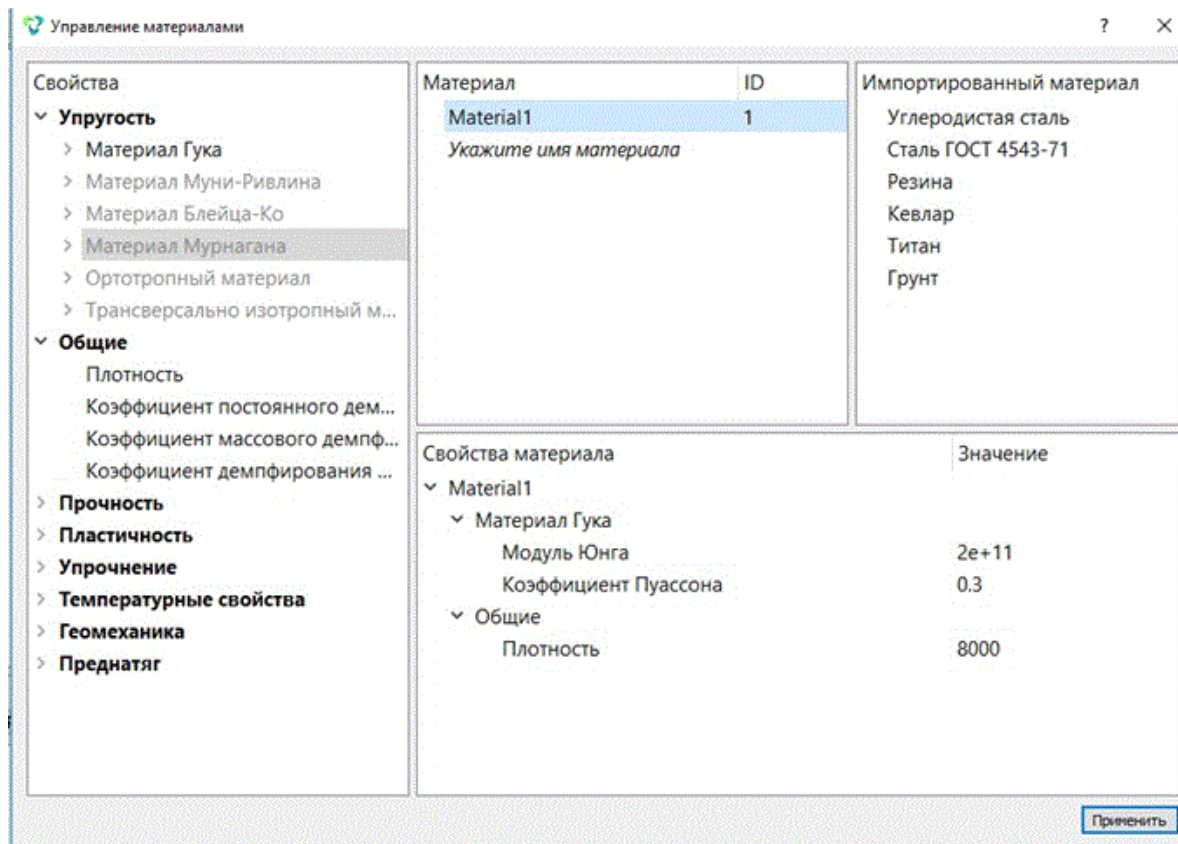 Управление материалами
?
Свойства
Упругость
Материал Гука
Материал Муни-Ривлина
Материал Блейца-Ко
Материал Мурнагана
Ортотропный материал
Трансверсально изотропный м...
Общие
Плотность
Коэффициент постоянного дем...
Коэффициент массового демпф...
Коэффициент демпфирования ...
Прочность
Пластичность
Упрочнение
Температурные свойства
Геомеханика
Преднатяг
Материал ID
Material1 1
Укажите имя материала
Импортированный материал
Углеродистая сталь
Сталь ГОСТ 4543-71
Резина
Кевлар
Титан
Грунт
Свойства материала Значение
Material1
Материал Гука
Модуль Юнга 2e+11
Коэффициент Пуассона 0.3
Общие
Плотность 8000
Применить